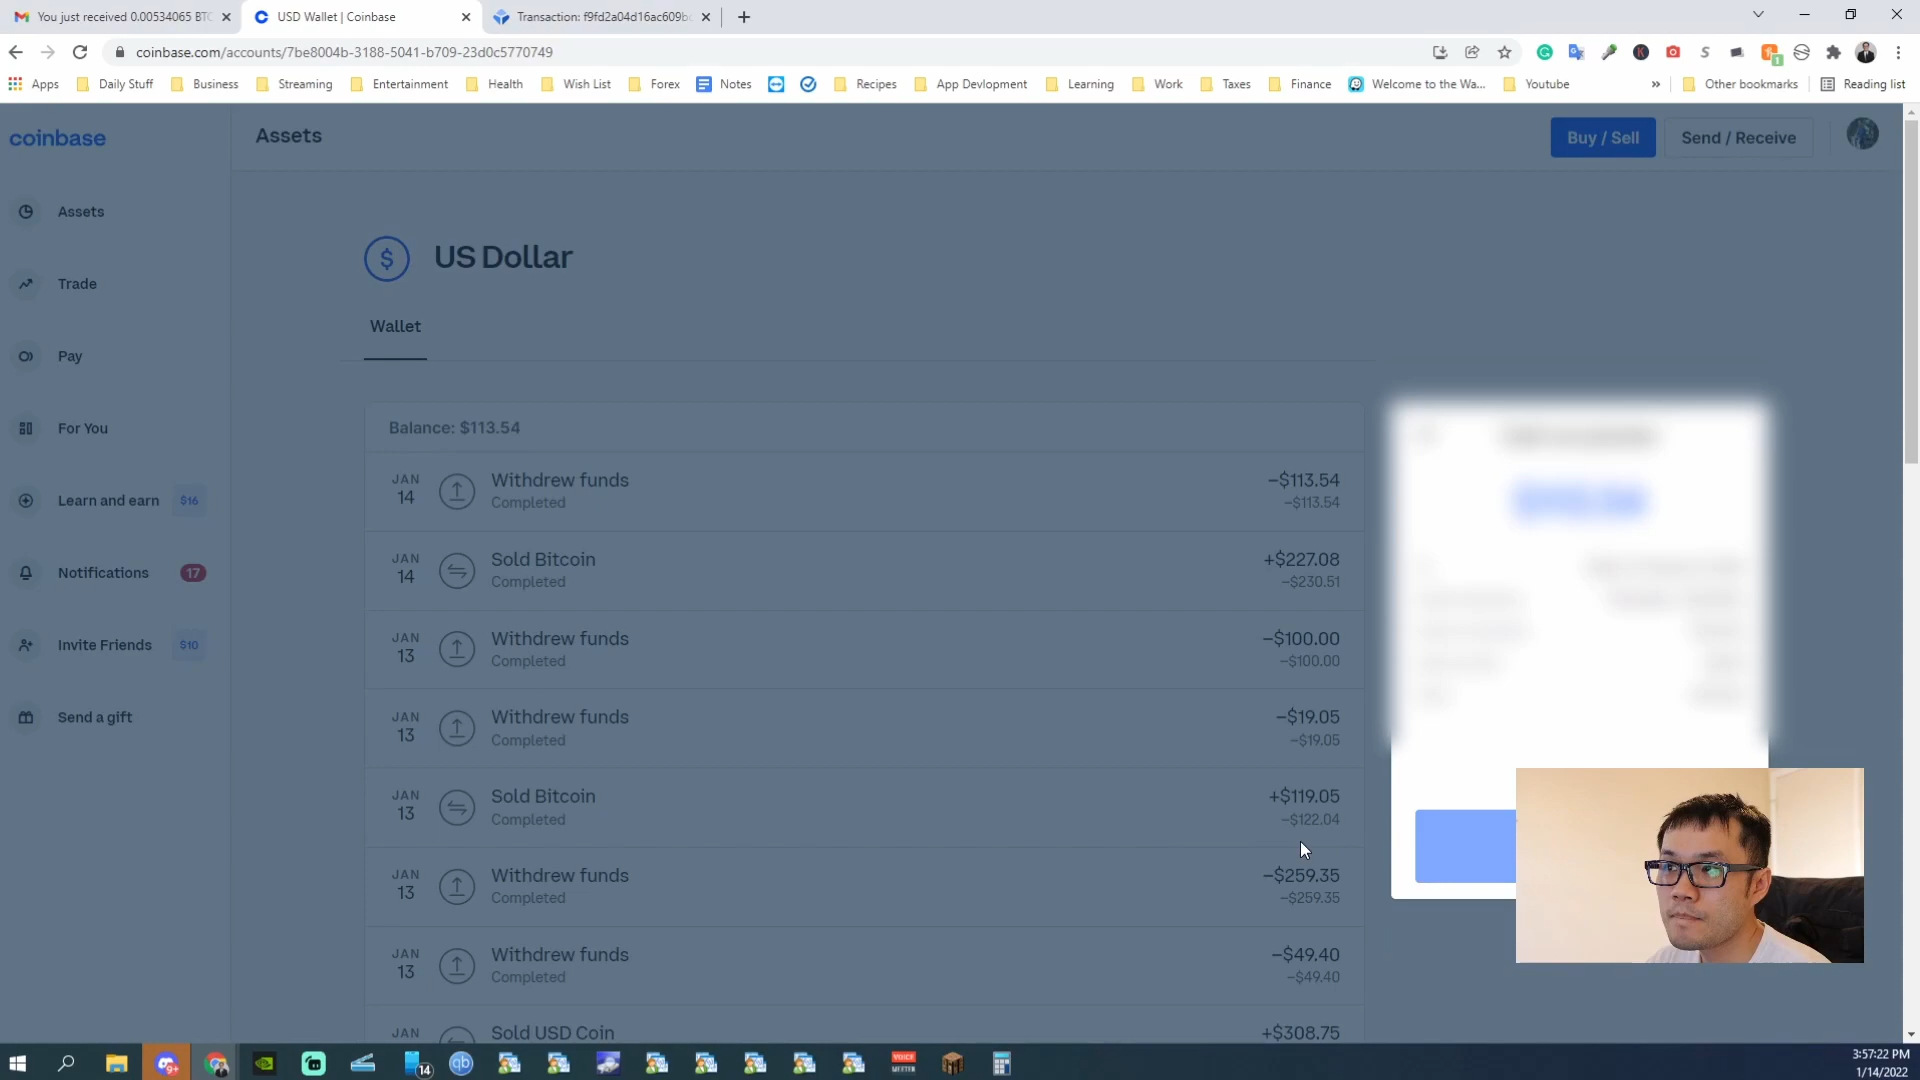 You just received 0.00534065 BTC
USD Wallet | Coinbase
Transaction: f9fd2a04d16ac609b
coinbase.com/accounts/7be8004b-3188-5041-b709-23d0c5770749
Apps
Daily Stuff
Business
Streaming
Entertainment
Health
Wish List
Forex
Notes
Recipes
App Devlopment
Learning
Work
Taxes
Finance
Welcome to the Wa...
Youtube
»
Other bookmarks
Reading list
coinbase
Assets
Buy / Sell
Send / Receive
Assets
Trade
Pay
For You
Learn and earn $16
Notifications 17
Invite Friends $10
Send a gift
US Dollar
Wallet
Balance: $113.54
JAN 14
Withdrew funds
Completed
–$113.54
–$113.54
JAN 14
Sold Bitcoin
Completed
+$227.08
–$230.51
JAN 13
Withdrew funds
Completed
–$100.00
–$100.00
JAN 13
Withdrew funds
Completed
–$19.05
–$19.05
JAN 13
Sold Bitcoin
Completed
+$119.05
–$122.04
JAN 13
Withdrew funds
Completed
–$259.35
–$259.35
JAN 13
Withdrew funds
Completed
–$49.40
–$49.40
JAN
Sold USD Coin
+$308.75
9+
14
qb
VOICE
MEETER
3:57:22 PM
1/14/2022